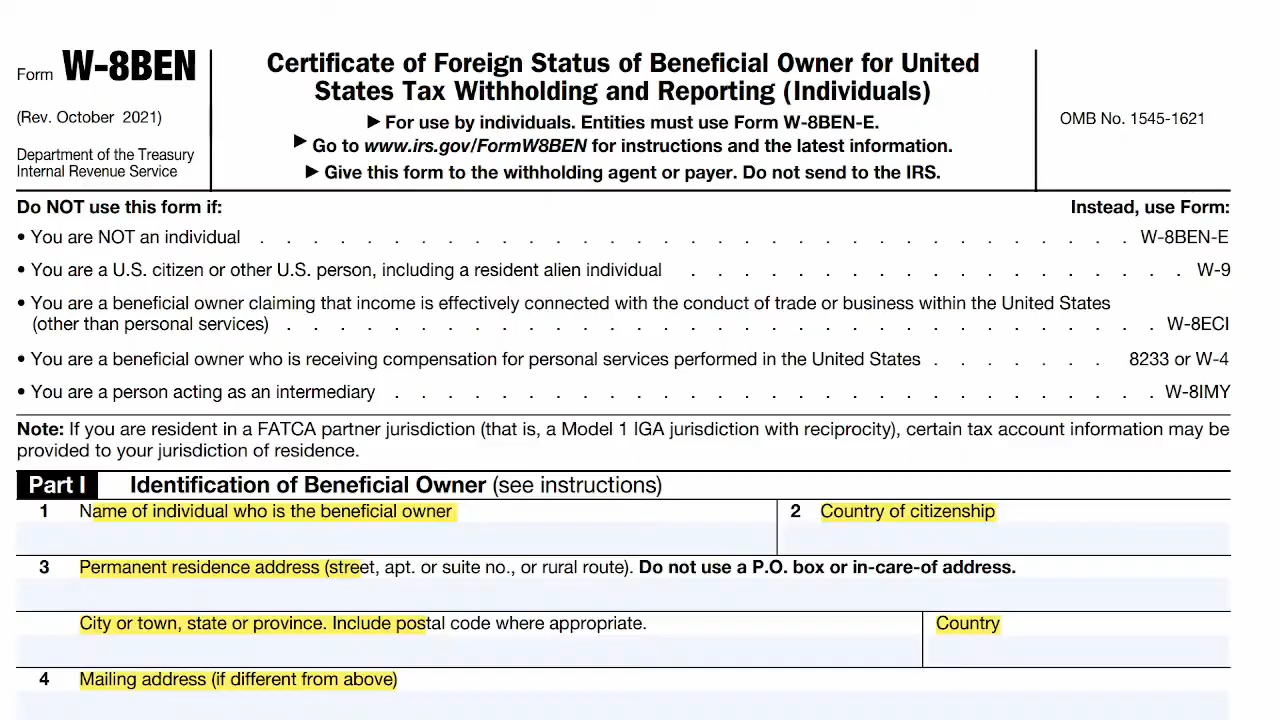 Form W-8BEN
(Rev. October 2021)
Department of the Treasury
Internal Revenue Service
Certificate of Foreign Status of Beneficial Owner for United
States Tax Withholding and Reporting (Individuals)
▶ For use by individuals. Entities must use Form W-8BEN-E.
▶ Go to www.irs.gov/FormW8BEN for instructions and the latest information.
▶ Give this form to the withholding agent or payer. Do not send to the IRS.
OMB No. 1545-1621
Do NOT use this form if: Instead, use Form:
• You are NOT an individual . . . . . . . . . . . . . . . . . . . . . . . . . . . . . . . . . W-8BEN-E
• You are a U.S. citizen or other U.S. person, including a resident alien individual . . . . . . . . . . . . . . . . . . . W-9
• You are a beneficial owner claiming that income is effectively connected with the conduct of trade or business within the United States
(other than personal services) . . . . . . . . . . . . . . . . . . . . . . . . . . . . . . . . . W-8ECI
• You are a beneficial owner who is receiving compensation for personal services performed in the United States . . . . . . . 8233 or W-4
• You are a person acting as an intermediary . . . . . . . . . . . . . . . . . . . . . . . . . . . . . W-8IMY
Note: If you are resident in a FATCA partner jurisdiction (that is, a Model 1 IGA jurisdiction with reciprocity), certain tax account information may be
provided to your jurisdiction of residence.
Part I Identification of Beneficial Owner (see instructions)
1 Name of individual who is the beneficial owner
2 Country of citizenship
3 Permanent residence address (street, apt. or suite no., or rural route). Do not use a P.O. box or in-care-of address.
City or town, state or province. Include postal code where appropriate.
Country
4 Mailing address (if different from above)